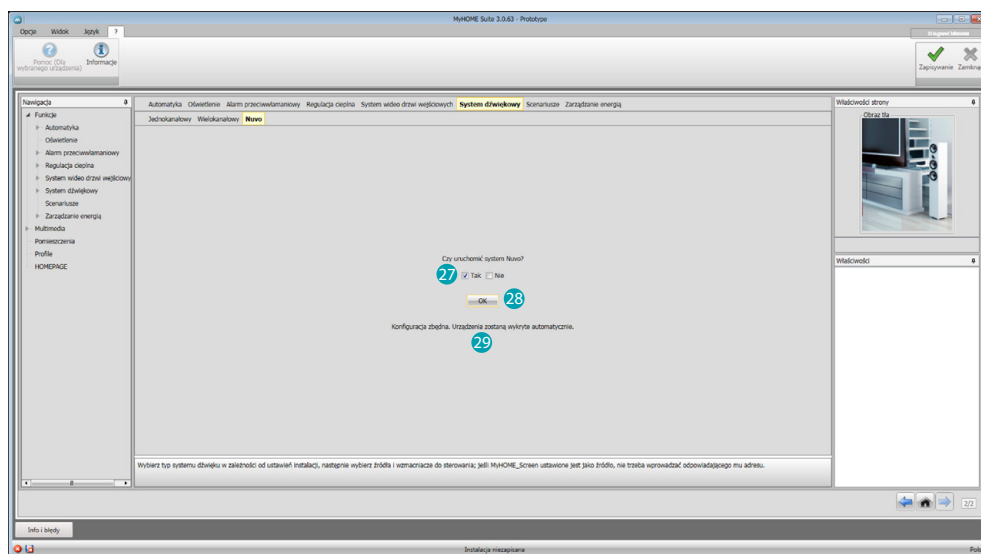 MyHOME Suite 3.0.63 - Prototype
Opcje Widok Język ?
Pomoc (Dla wybranego urządzenia)
Informacje
Zapisywanie
Nawigacja
Funkcje
Automatyka
Oświetlenie
Alarm przeciwwłamaniowy
Regulacja cieplna
System wideo drzwi wejściowy
System dźwiękowy
Scenariusze
Zarządzanie energią
Multimedia
Pomieszczenia
Profile
HOMEPAGE
Automatyka Oświetlenie Alarm przeciwwłamaniowy Regulacja cieplna System wideo drzwi wejściowych System dźwiękowy Scenariusze Zarządzanie energią
Jednokanałowy Wielokanałowy Nuvo
Czy uruchomić system Nuvo?
27 Tak Nie
OK 28
Konfiguracja zbędna. Urządzenia zostaną wykryte automatycznie.
29
Wybierz typ systemu dźwięku w zależności od ustawień instalacji, następnie wybierz źródła i wzmacniacze do sterowania; jeśli MyHOME_Screen ustawione jest jako źródło, nie trzeba wprowadzać odpowiadającego mu adresu.
Właściwości strony
Obraz tła
Właściwości
2/2
Info i błędy
Instalacja niezapisana